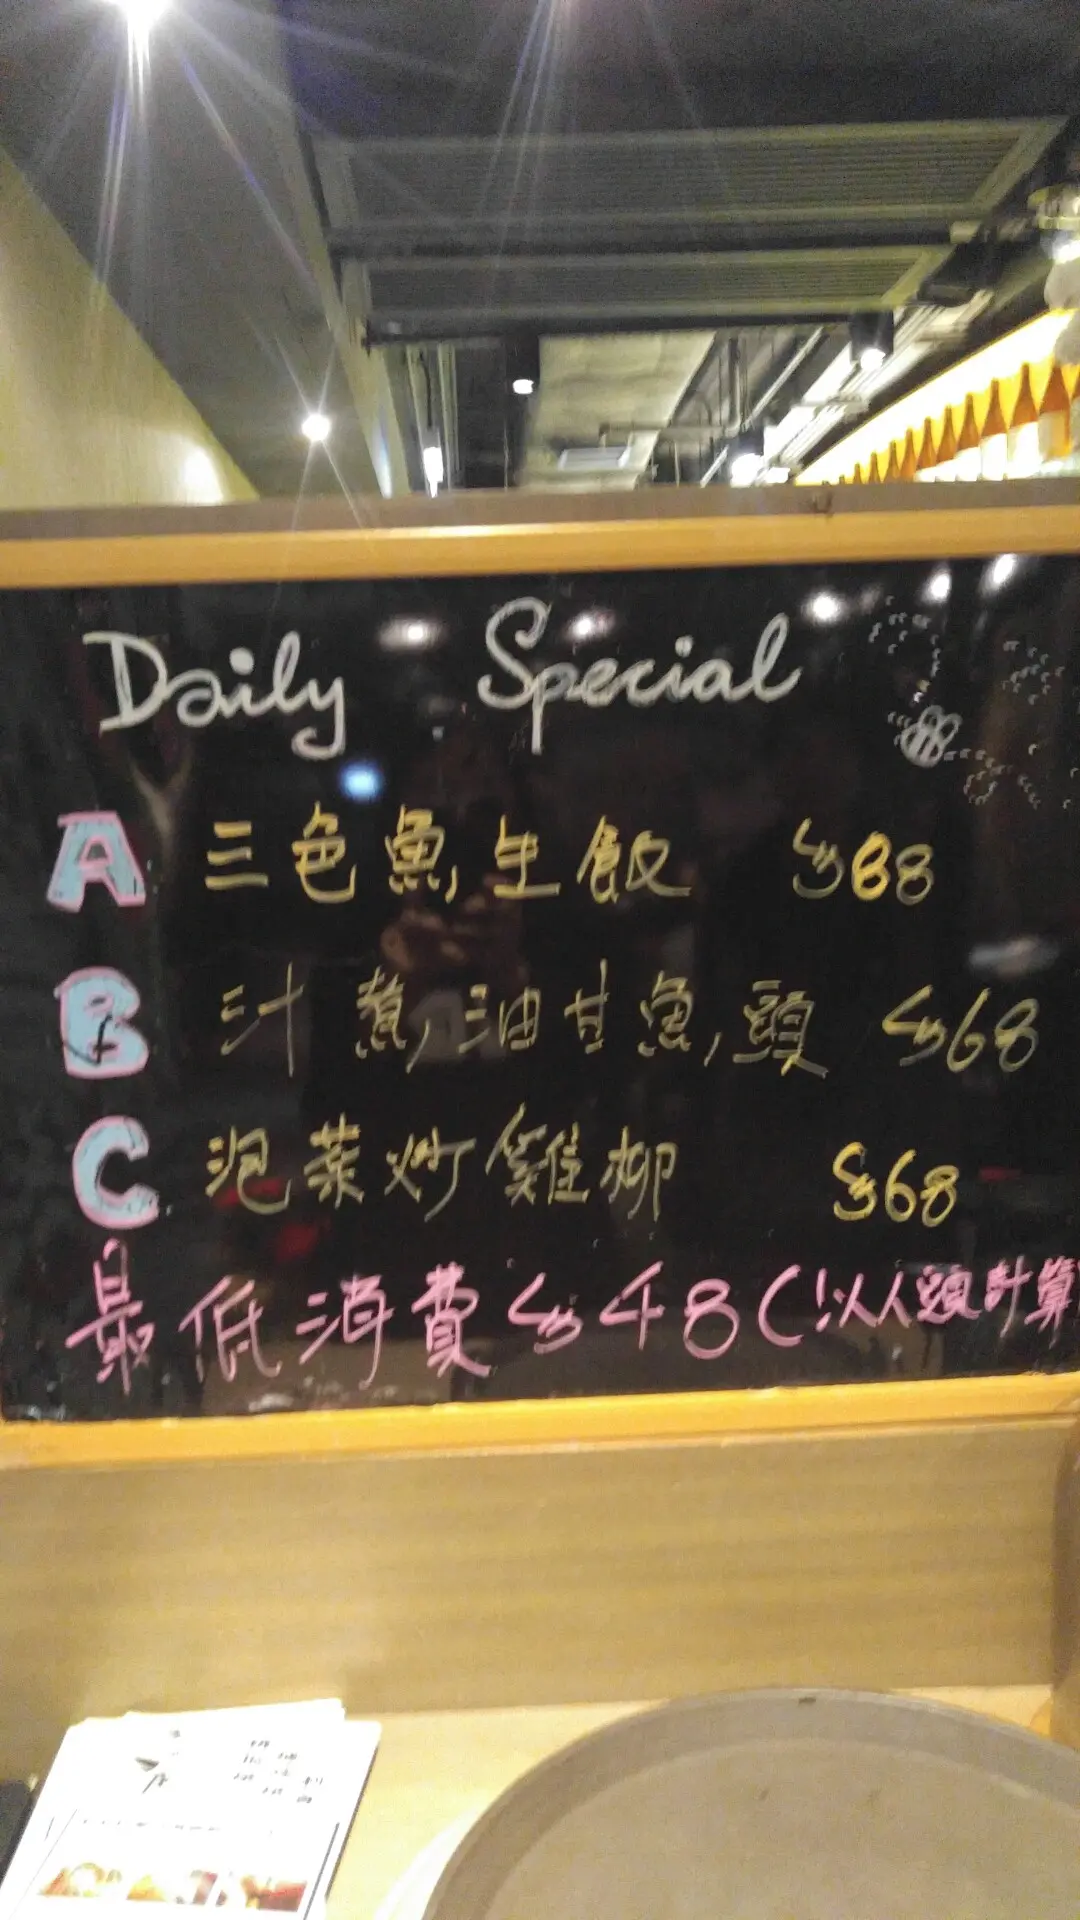 Daily Special
A 三色魚生飯 $88
B 汁煮油甘魚頭 $68
C 泡菜炒雞柳 $68
最低消費 $48 (以人頭計算